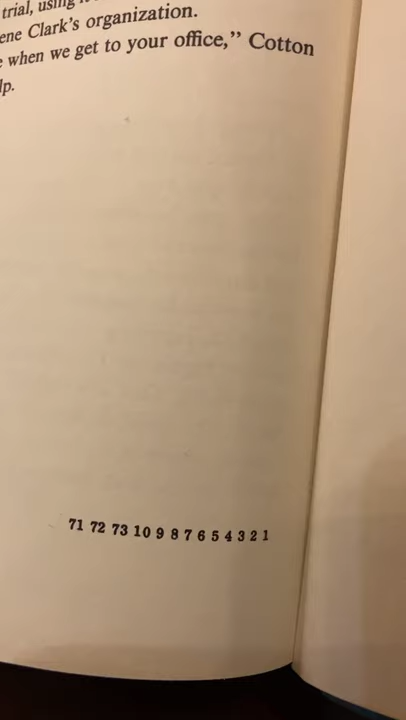 trial, using
ene Clark's organization.
when we get to your office," Cotton
lp.
71 72 73 10 9 8 7 6 5 4 3 2 1